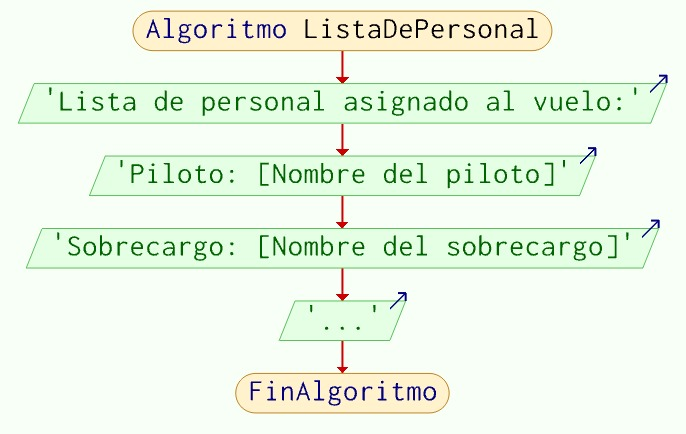 Algoritmo ListaDePersonal
'Lista de personal asignado al vuelo:'
'Piloto: [Nombre del piloto]'
'Sobrecargo: [Nombre del sobrecargo]'
'...'
FinAlgoritmo